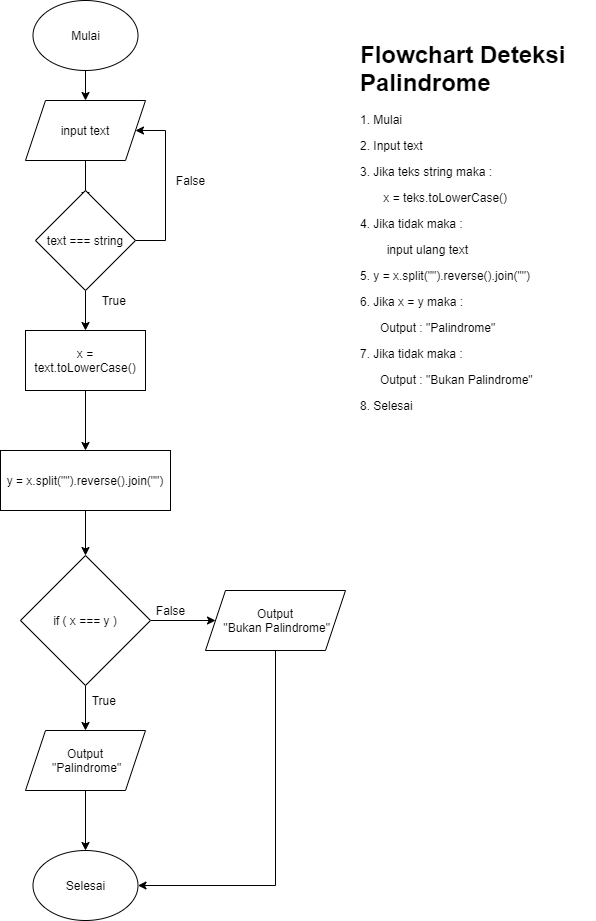 Mulai
input text
False
text === string
True
x =
text.toLowerCase()
y = x.split("").reverse().join("")
if ( x === y )
False
Output
"Bukan Palindrome"
True
Output
"Palindrome"
Selesai
Flowchart Deteksi
Palindrome
1. Mulai
2. Input text
3. Jika teks string maka :
x = teks.toLowerCase()
4. Jika tidak maka :
input ulang text
5. y = x.split("").reverse().join("")
6. Jika x = y maka :
Output : "Palindrome"
7. Jika tidak maka :
Output : "Bukan Palindrome"
8. Selesai